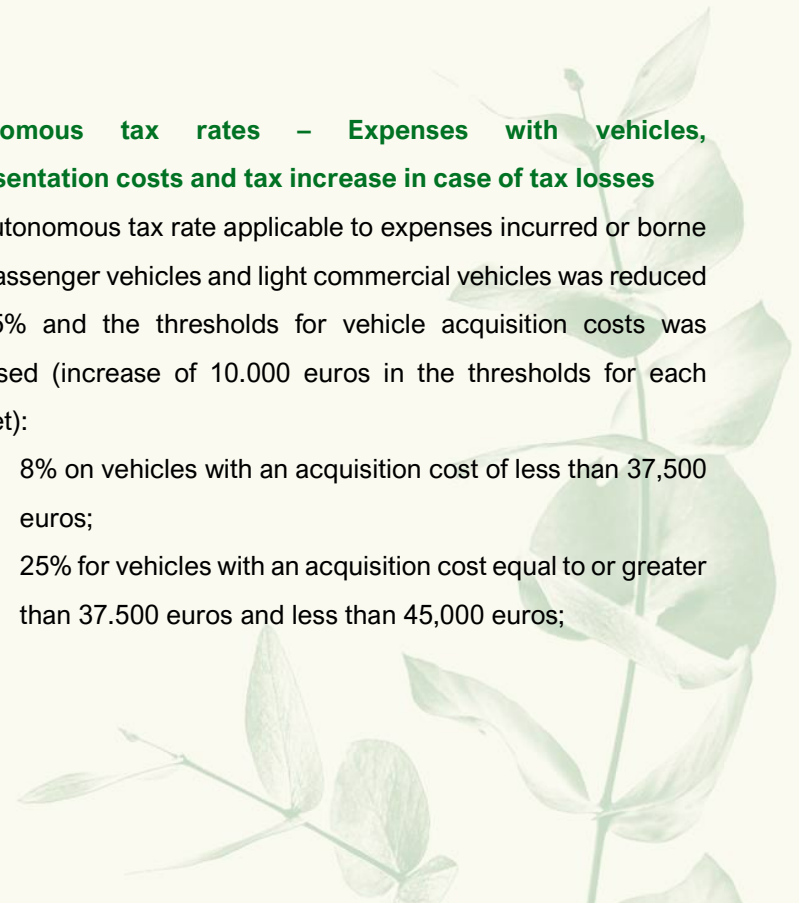 omous tax rates – Expenses with vehicles,
sentation costs and tax increase in case of tax losses
utonomous tax rate applicable to expenses incurred or borne
assenger vehicles and light commercial vehicles was reduced
5% and the thresholds for vehicle acquisition costs was
sed (increase of 10.000 euros in the thresholds for each
et):
8% on vehicles with an acquisition cost of less than 37,500
euros;
25% for vehicles with an acquisition cost equal to or greater
than 37.500 euros and less than 45,000 euros;